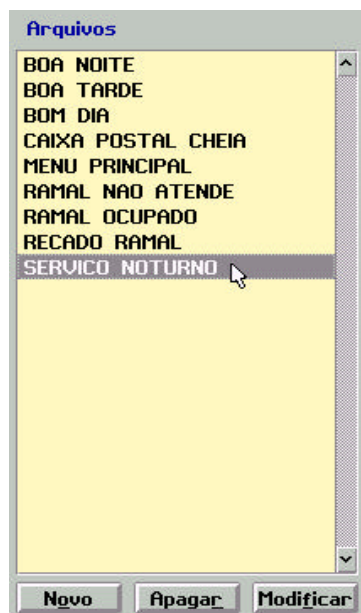 Arquivos
BOA NOITE
BOA TARDE
BOM DIA
CAIXA POSTAL CHEIA
MENU PRINCIPAL
RAMAL NAO ATENDE
RAMAL OCUPADO
RECADO RAMAL
SERVICO NOTURNO
Novo Apagar Modificar